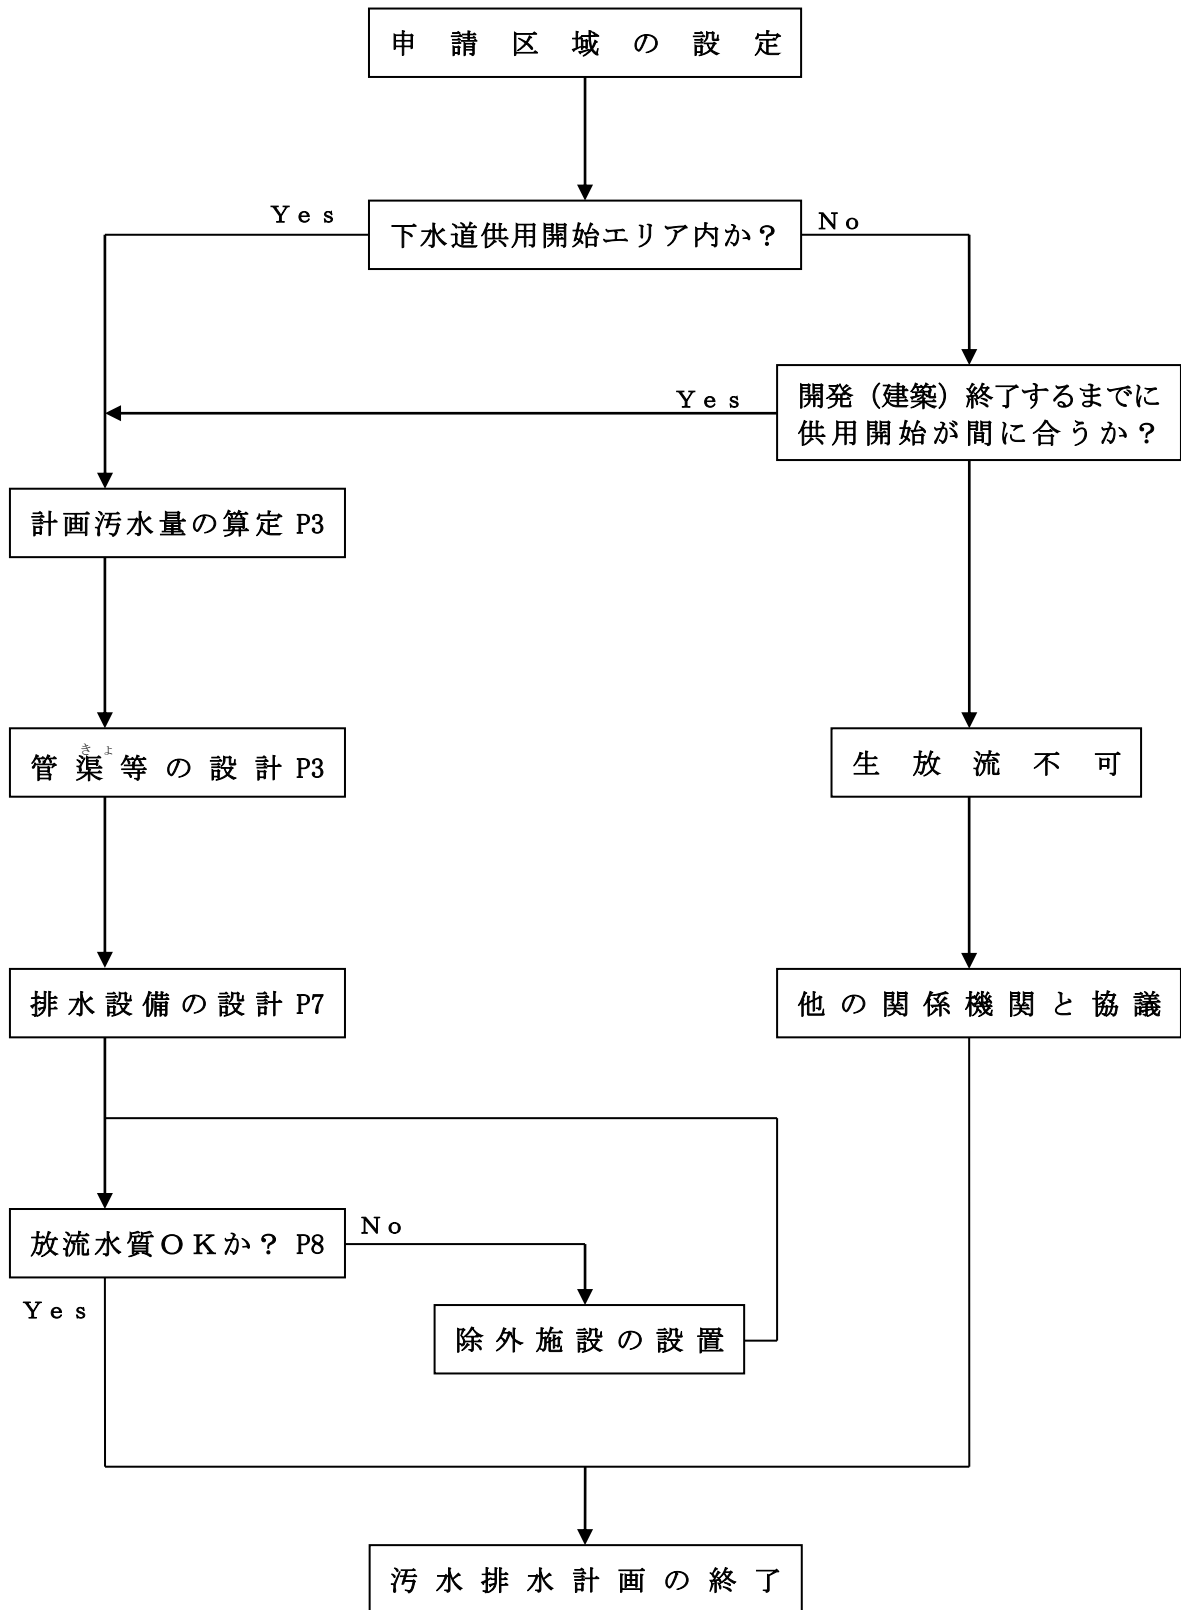 申請区域の設定
Ｙｅｓ
下水道供用開始エリア内か？
Ｎｏ
Ｙｅｓ
開発（建築）終了するまでに
供用開始が間に合うか？
計画汚水量の算定 P3
きょ
管渠等の設計 P3
生放流不可
排水設備の設計 P7
他の関係機関と協議
放流水質ＯＫか？ P8
Ｎｏ
Ｙｅｓ
除外施設の設置
汚水排水計画の終了